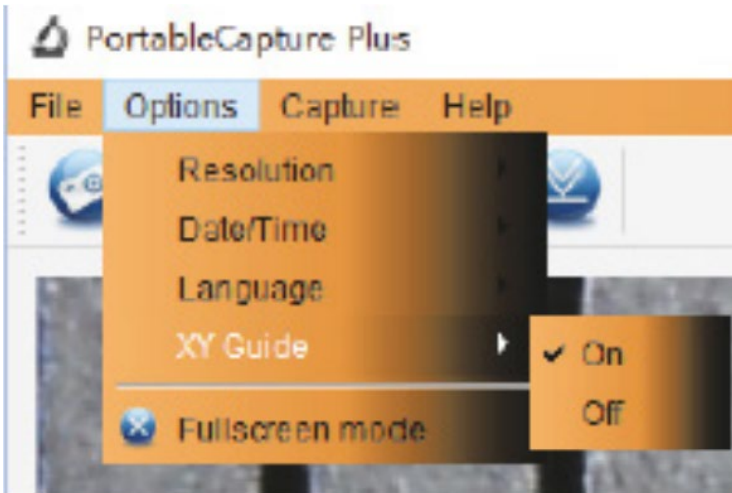 PortableCapture Plus
File Options Capture Help
Resolution
Date/Time
Language
XY Guide
On
Off
Fullscreen mode